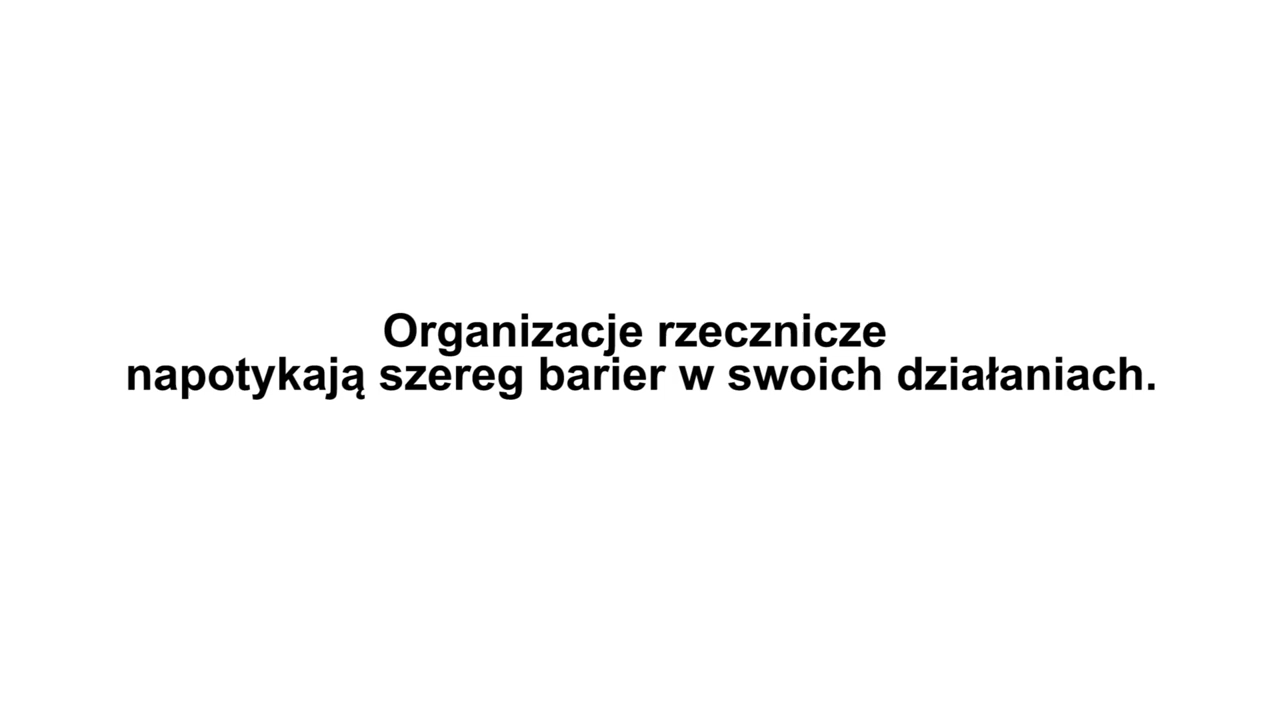 Organizacje rzecznicze
napotykają szereg barier w swoich działaniach.